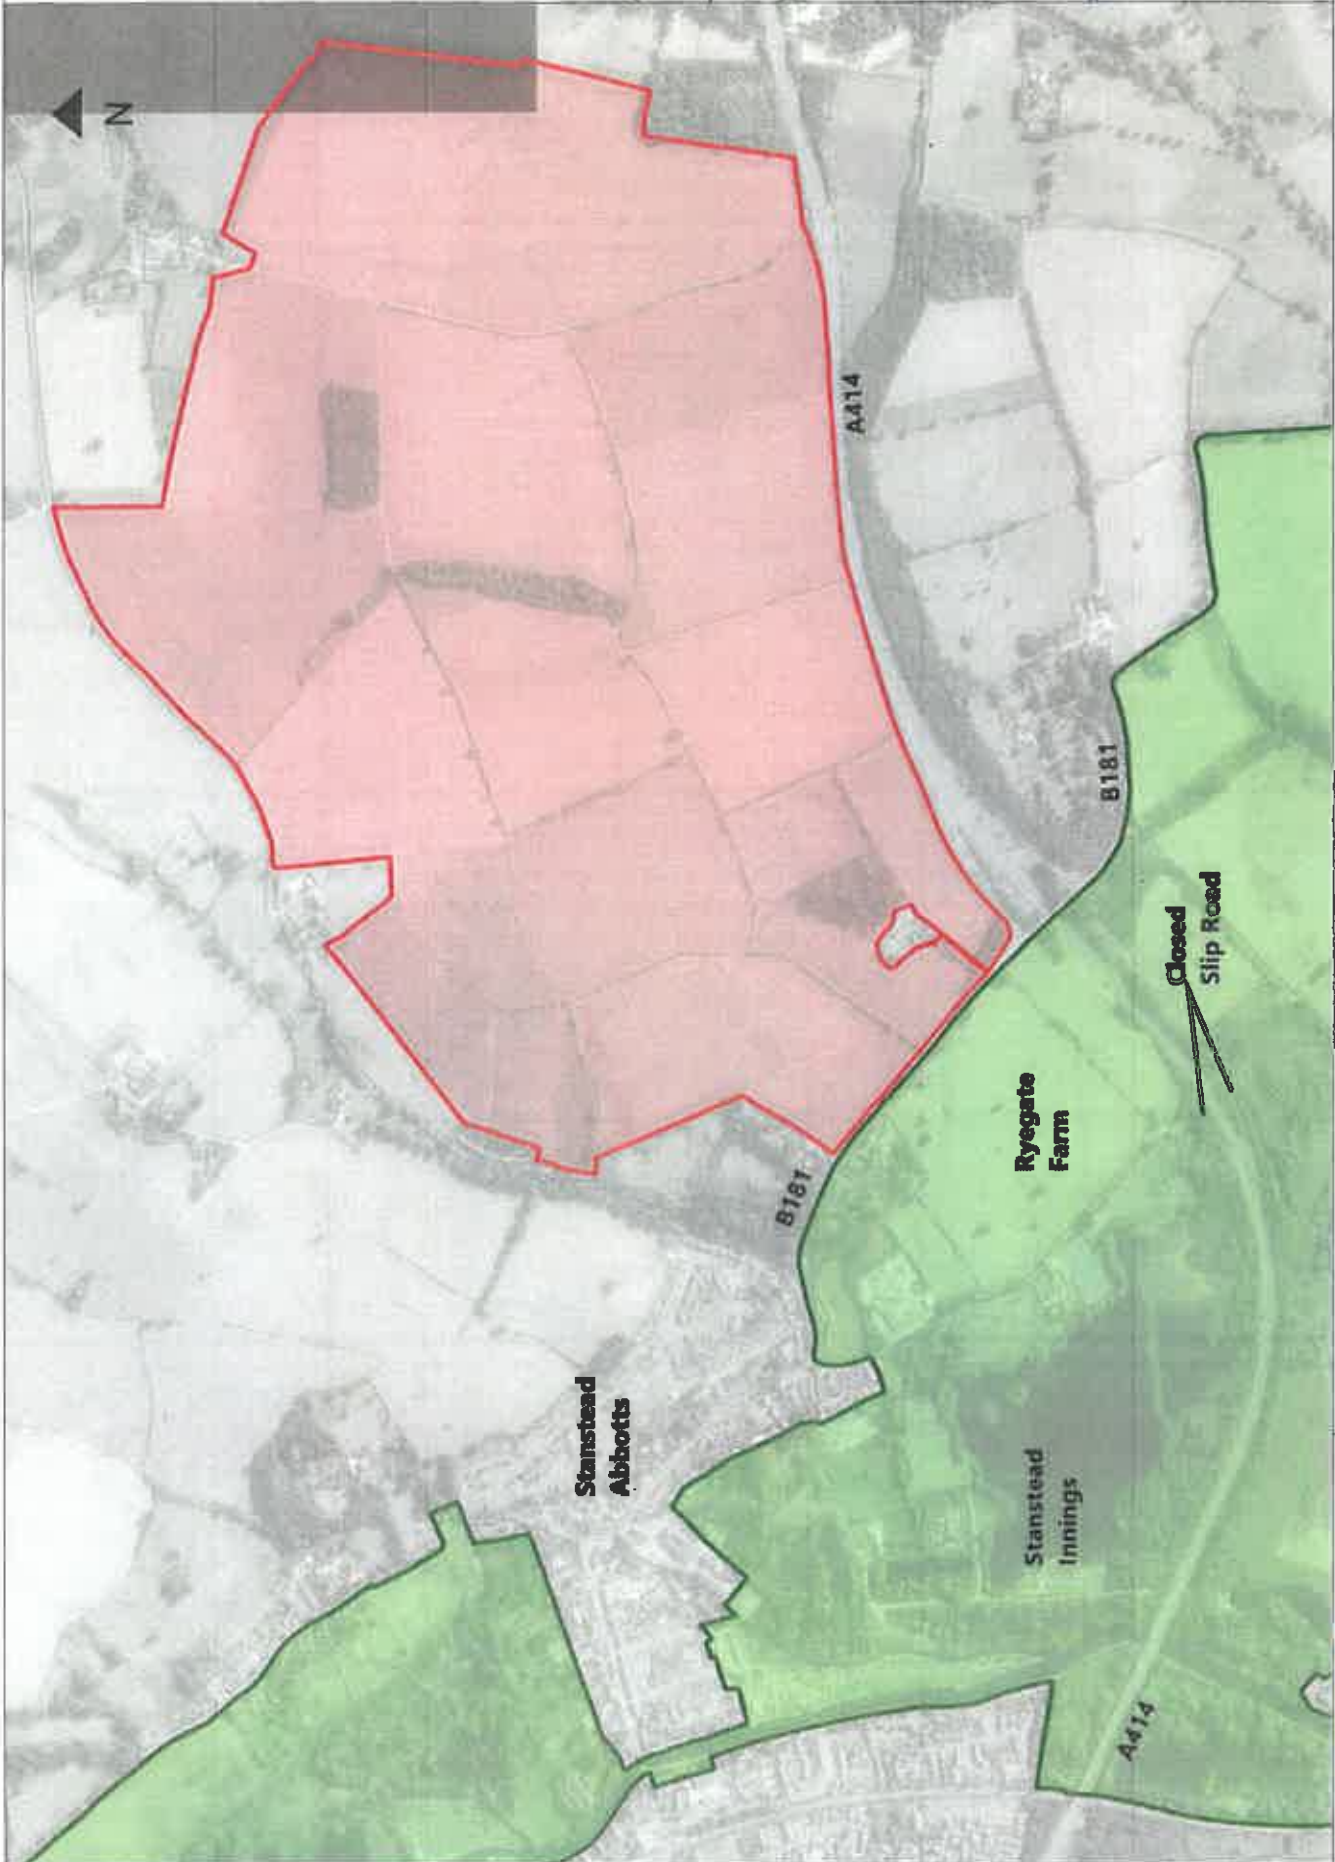 N
A414
B181
Closed
Slip Road
Ryegate
Farm
B181
Stanstead
Abbotts
Stanstead
Innings
A414